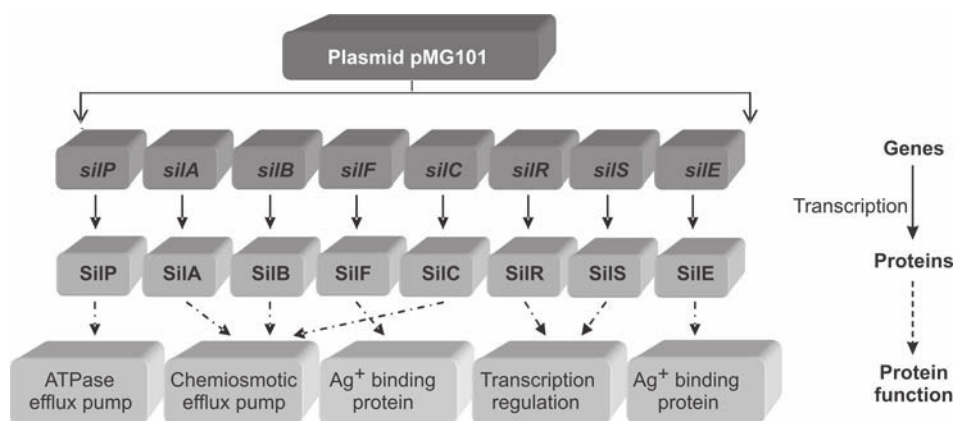 Plasmid pMG101
silP silA silB silF silC silR silS silE
Genes
Transcription
SilP SilA SilB SilF SilC SilR SilS SilE
Proteins
ATPase
efflux pump
Chemiosmotic
efflux pump
Ag⁺ binding
protein
Transcription
regulation
Ag⁺ binding
protein
Protein
function